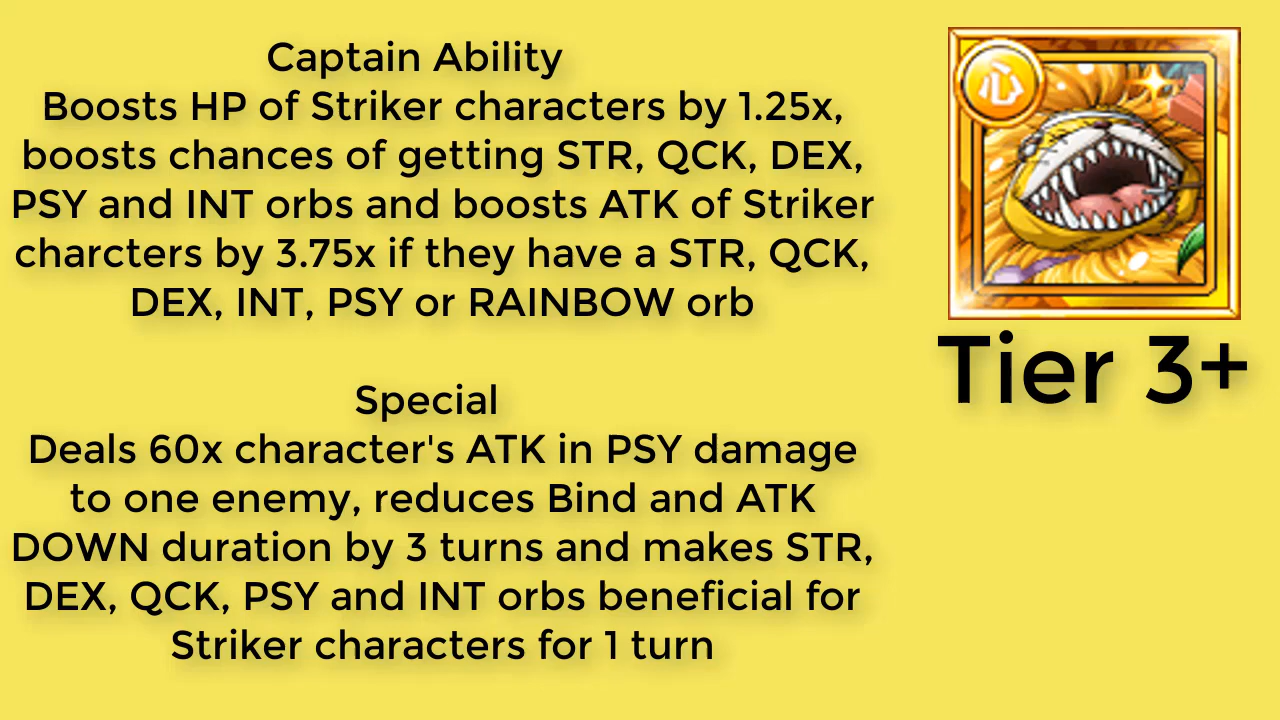 Captain Ability
Boosts HP of Striker characters by 1.25x,
boosts chances of getting STR, QCK, DEX,
PSY and INT orbs and boosts ATK of Striker
charcters by 3.75x if they have a STR, QCK,
DEX, INT, PSY or RAINBOW orb
心
Tier 3+
Special
Deals 60x character's ATK in PSY damage
to one enemy, reduces Bind and ATK
DOWN duration by 3 turns and makes STR,
DEX, QCK, PSY and INT orbs beneficial for
Striker characters for 1 turn